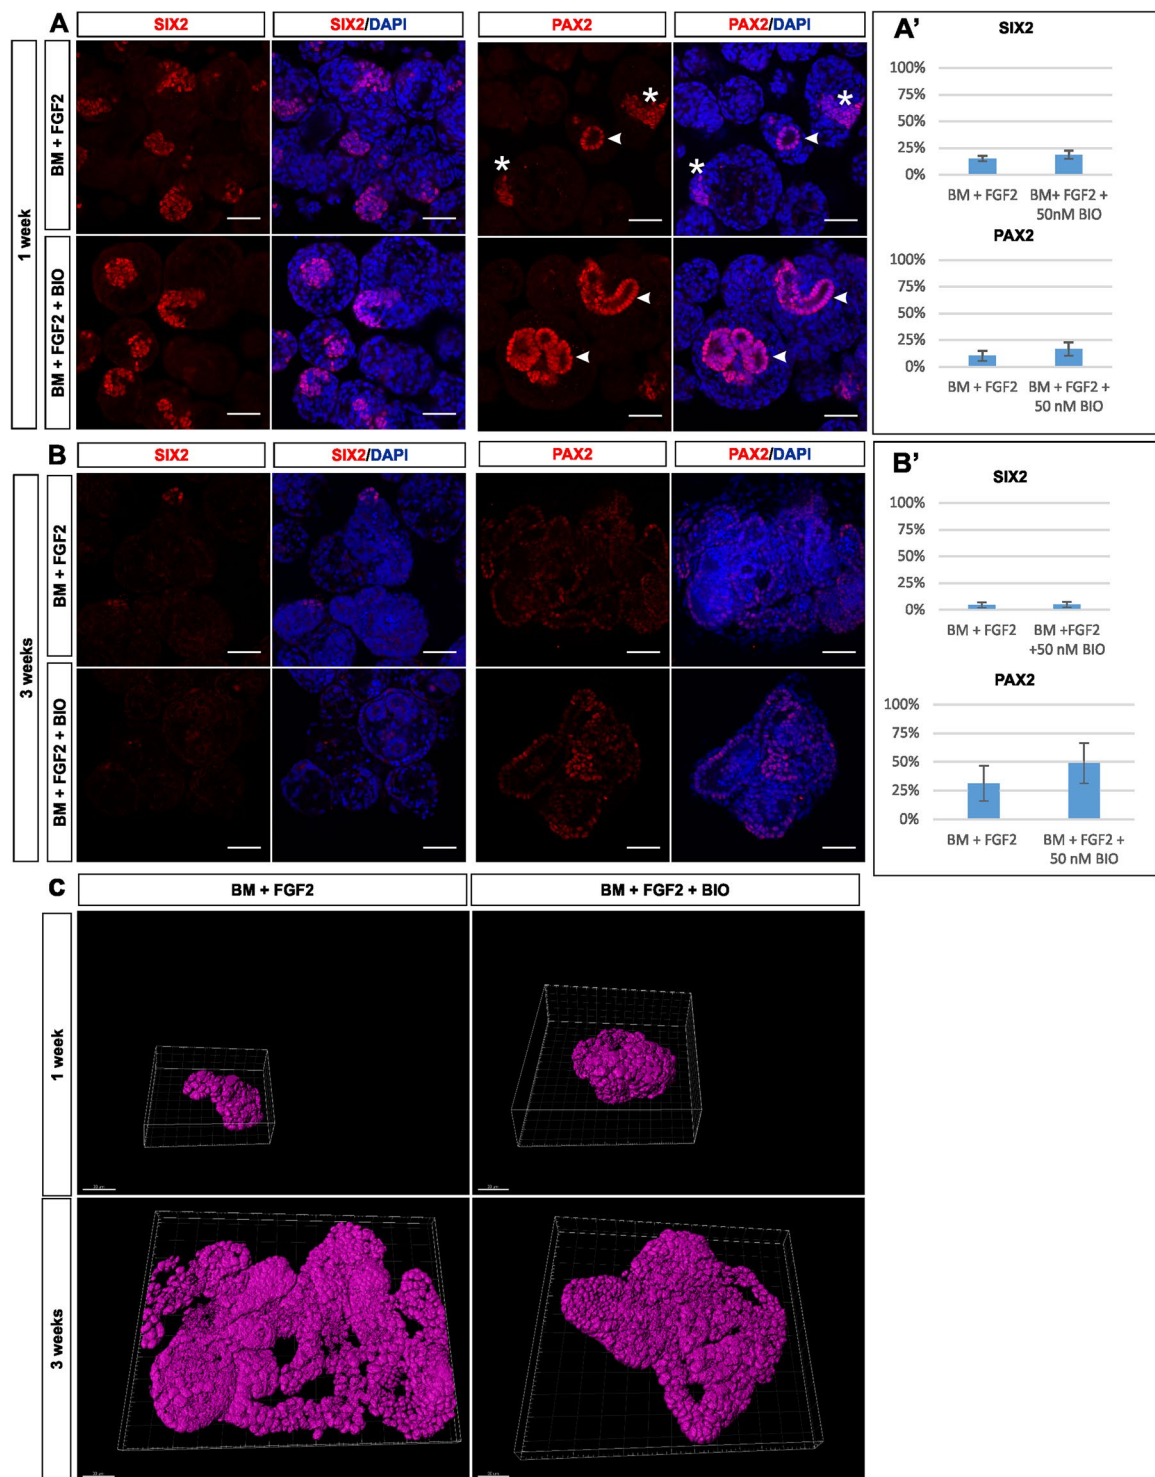 A
SIX2
SIX2/DAPI
PAX2
PAX2/DAPI
1 week
BM + FGF2
BM + FGF2 + BIO
*
*
*
*
A'
SIX2
100%
75%
50%
25%
0%
BM + FGF2
BM+ FGF2 +
50nM BIO
PAX2
100%
75%
50%
25%
0%
BM + FGF2
BM + FGF2 +
50 nM BIO
B
SIX2
SIX2/DAPI
PAX2
PAX2/DAPI
3 weeks
BM + FGF2
BM + FGF2 + BIO
B'
SIX2
100%
75%
50%
25%
0%
BM + FGF2
BM +FGF2
+50 nM BIO
PAX2
100%
75%
50%
25%
0%
BM + FGF2
BM + FGF2 +
50 nM BIO
C
BM + FGF2
BM + FGF2 + BIO
1 week
3 weeks